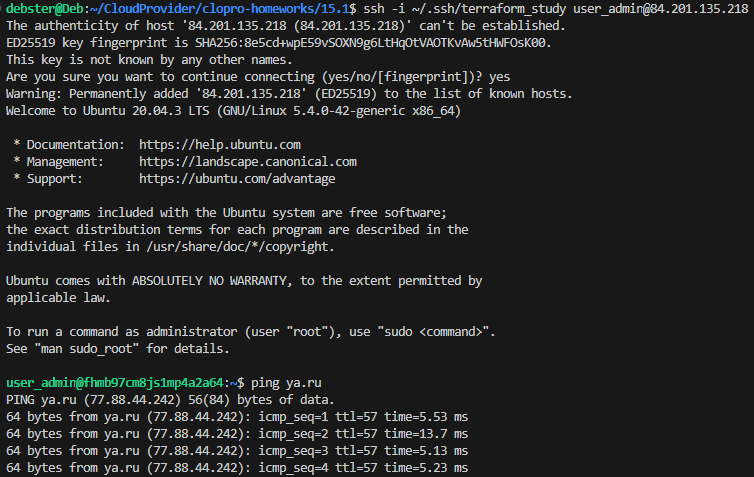 debster@Deb:~/CloudProvider/clopro-homeworks/15.1$ ssh -i ~/.ssh/terraform_study user_admin@84.201.135.218
The authenticity of host '84.201.135.218 (84.201.135.218)' can't be established.
ED25519 key fingerprint is SHA256:8e5cd+wpE59vSOXN9g6LtHqOtVAOTKvAw5tHWFOsK00.
This key is not known by any other names.
Are you sure you want to continue connecting (yes/no/[fingerprint])? yes
Warning: Permanently added '84.201.135.218' (ED25519) to the list of known hosts.
Welcome to Ubuntu 20.04.3 LTS (GNU/Linux 5.4.0-42-generic x86_64)
* Documentation:  https://help.ubuntu.com
* Management:     https://landscape.canonical.com
* Support:        https://ubuntu.com/advantage
The programs included with the Ubuntu system are free software;
the exact distribution terms for each program are described in the
individual files in /usr/share/doc/*/copyright.
Ubuntu comes with ABSOLUTELY NO WARRANTY, to the extent permitted by
applicable law.
To run a command as administrator (user "root"), use "sudo <command>".
See "man sudo_root" for details.
user_admin@fhmb97cm8js1mp4a2a64:~$ ping ya.ru
PING ya.ru (77.88.44.242) 56(84) bytes of data.
64 bytes from ya.ru (77.88.44.242): icmp_seq=1 ttl=57 time=5.53 ms
64 bytes from ya.ru (77.88.44.242): icmp_seq=2 ttl=57 time=13.7 ms
64 bytes from ya.ru (77.88.44.242): icmp_seq=3 ttl=57 time=5.13 ms
64 bytes from ya.ru (77.88.44.242): icmp_seq=4 ttl=57 time=5.23 ms